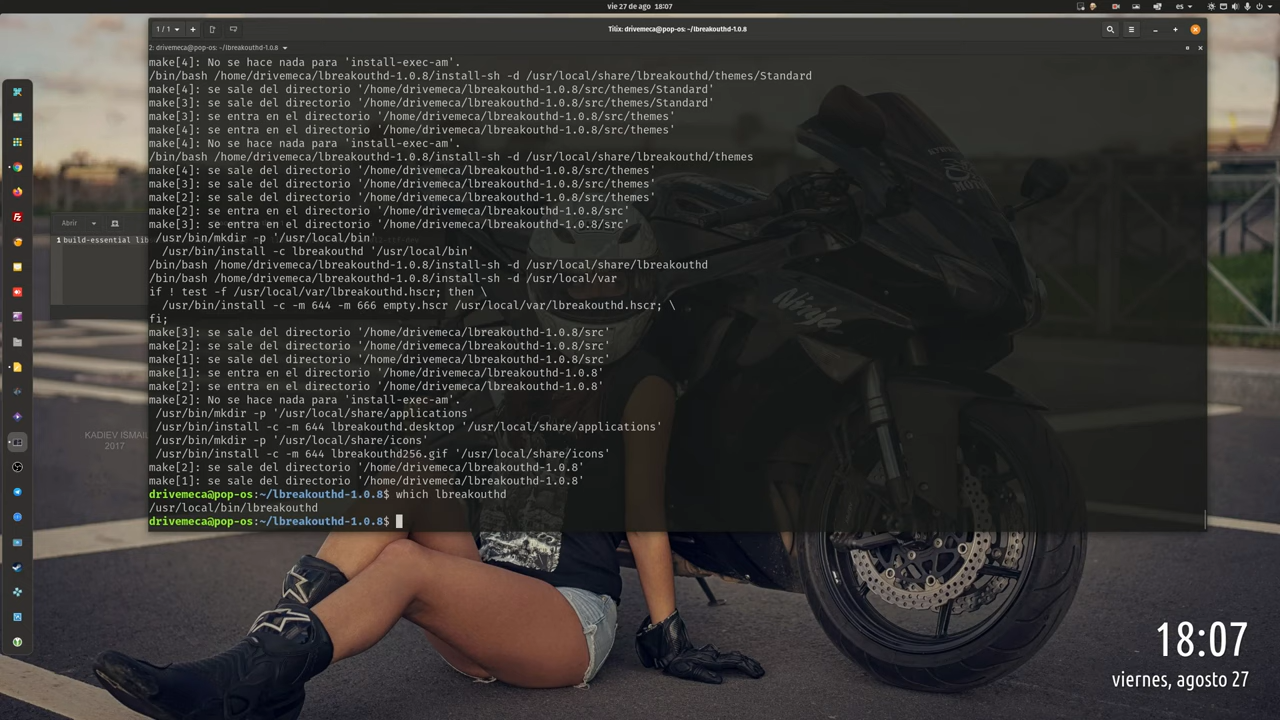 vie 27 de ago  18:07
es
1 / 1
Tilix: drivemeca@pop-os: ~/lbreakouthd-1.0.8
2: drivemeca@pop-os: ~/lbreakouthd-1.0.8
make[4]: No se hace nada para 'install-exec-am'.
/bin/bash /home/drivemeca/lbreakouthd-1.0.8/install-sh -d /usr/local/share/lbreakouthd/themes/Standard
make[4]: se sale del directorio '/home/drivemeca/lbreakouthd-1.0.8/src/themes/Standard'
make[3]: se sale del directorio '/home/drivemeca/lbreakouthd-1.0.8/src/themes/Standard'
make[3]: se entra en el directorio '/home/drivemeca/lbreakouthd-1.0.8/src/themes'
make[4]: se entra en el directorio '/home/drivemeca/lbreakouthd-1.0.8/src/themes'
make[4]: No se hace nada para 'install-exec-am'.
/bin/bash /home/drivemeca/lbreakouthd-1.0.8/install-sh -d /usr/local/share/lbreakouthd/themes
make[4]: se sale del directorio '/home/drivemeca/lbreakouthd-1.0.8/src/themes'
make[3]: se sale del directorio '/home/drivemeca/lbreakouthd-1.0.8/src/themes'
make[2]: se sale del directorio '/home/drivemeca/lbreakouthd-1.0.8/src/themes'
make[2]: se entra en el directorio '/home/drivemeca/lbreakouthd-1.0.8/src'
make[3]: se entra en el directorio '/home/drivemeca/lbreakouthd-1.0.8/src'
/usr/bin/mkdir -p '/usr/local/bin'
/usr/bin/install -c lbreakouthd '/usr/local/bin'
/bin/bash /home/drivemeca/lbreakouthd-1.0.8/install-sh -d /usr/local/share/lbreakouthd
/bin/bash /home/drivemeca/lbreakouthd-1.0.8/install-sh -d /usr/local/var
if ! test -f /usr/local/var/lbreakouthd.hscr; then \
/usr/bin/install -c -m 644 -m 666 empty.hscr /usr/local/var/lbreakouthd.hscr; \
fi;
make[3]: se sale del directorio '/home/drivemeca/lbreakouthd-1.0.8/src'
make[2]: se sale del directorio '/home/drivemeca/lbreakouthd-1.0.8/src'
make[1]: se sale del directorio '/home/drivemeca/lbreakouthd-1.0.8/src'
make[1]: se entra en el directorio '/home/drivemeca/lbreakouthd-1.0.8'
make[2]: se entra en el directorio '/home/drivemeca/lbreakouthd-1.0.8'
make[2]: No se hace nada para 'install-exec-am'.
/usr/bin/mkdir -p '/usr/local/share/applications'
/usr/bin/install -c -m 644 lbreakouthd.desktop '/usr/local/share/applications'
/usr/bin/mkdir -p '/usr/local/share/icons'
/usr/bin/install -c -m 644 lbreakouthd256.gif '/usr/local/share/icons'
make[2]: se sale del directorio '/home/drivemeca/lbreakouthd-1.0.8'
make[1]: se sale del directorio '/home/drivemeca/lbreakouthd-1.0.8'
drivemeca@pop-os:~/lbreakouthd-1.0.8$ which lbreakouthd
/usr/local/bin/lbreakouthd
drivemeca@pop-os:~/lbreakouthd-1.0.8$
Abrir
1 build-essential lib
KADIEV ISMAIL
2017
Ninja
18:07
viernes, agosto 27